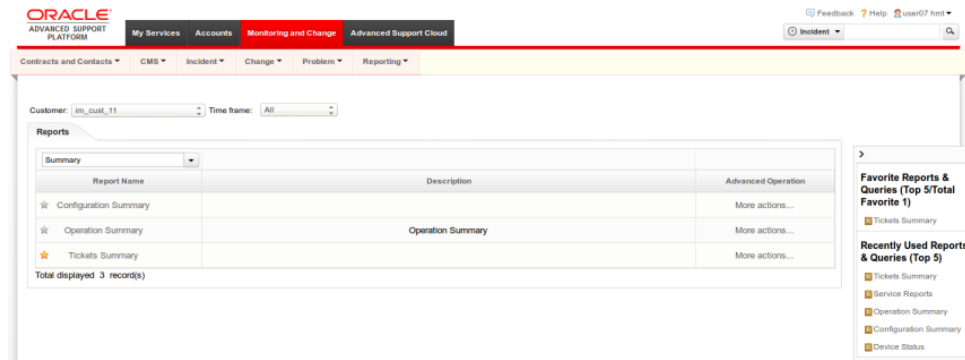 ORACLE
ADVANCED SUPPORT
PLATFORM
Feedback ? Help user07 hmt
My Services Accounts Monitoring and Change Advanced Support Cloud
Incident
Contracts and Contacts CMS Incident Change Problem Reporting
Customer: im_cust_11 Time frame: All
Reports
Summary
Report Name Description Advanced Operation
Configuration Summary More actions...
Operation Summary Operation Summary More actions...
Tickets Summary More actions...
Total displayed 3 record(s)
Favorite Reports &
Queries (Top 5/Total
Favorite 1)
Tickets Summary
Recently Used Reports
& Queries (Top 5)
Tickets Summary
Service Reports
Operation Summary
Configuration Summary
Device Status